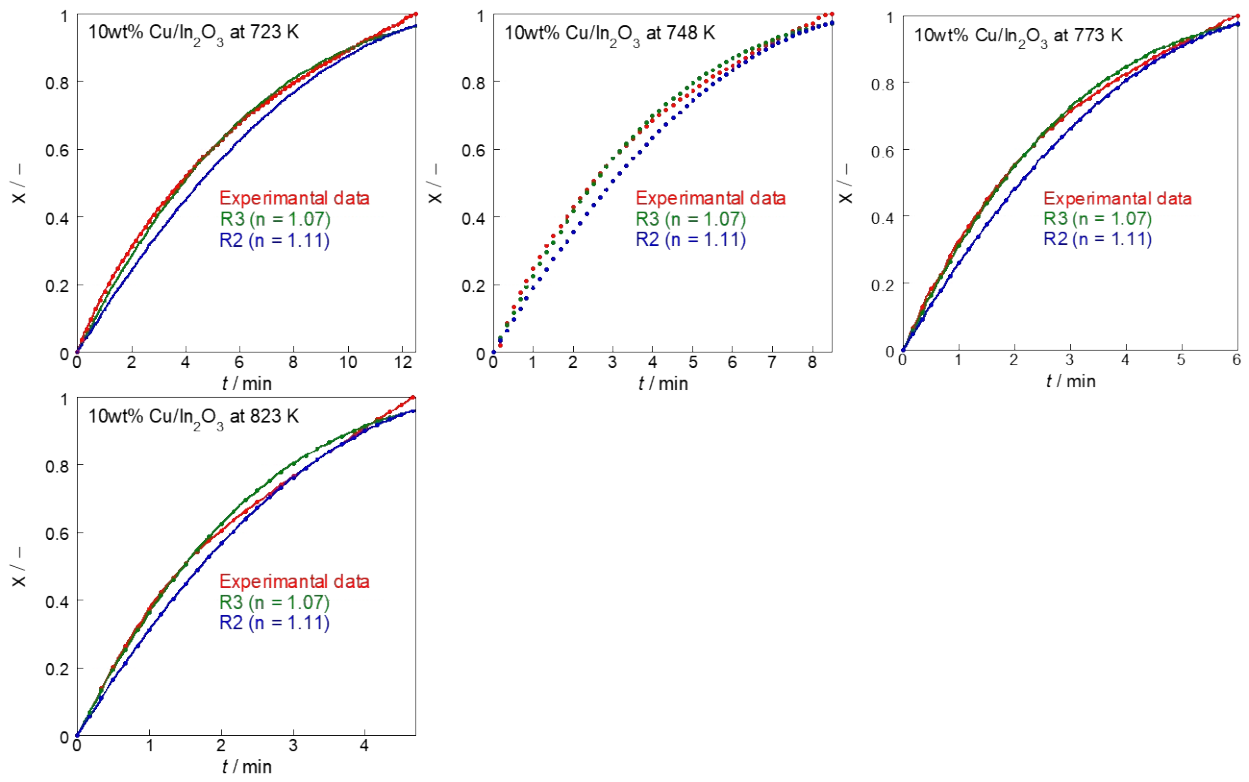 10wt% Cu/In₂O₃ at 723 K
1
0.8
0.6
0.4
0.2
0
X / –
Experimantal data
R3 (n = 1.07)
R2 (n = 1.11)
0 2 4 6 8 10 12
t / min
10wt% Cu/In₂O₃ at 748 K
1
0.8
0.6
0.4
0.2
0
X / –
Experimantal data
R3 (n = 1.07)
R2 (n = 1.11)
0 1 2 3 4 5 6 7 8
t / min
10wt% Cu/In₂O₃ at 773 K
1
0.8
0.6
0.4
0.2
0
X / –
Experimantal data
R3 (n = 1.07)
R2 (n = 1.11)
0 1 2 3 4 5 6
t / min
10wt% Cu/In₂O₃ at 823 K
1
0.8
0.6
0.4
0.2
0
X / –
Experimantal data
R3 (n = 1.07)
R2 (n = 1.11)
0 1 2 3 4
t / min